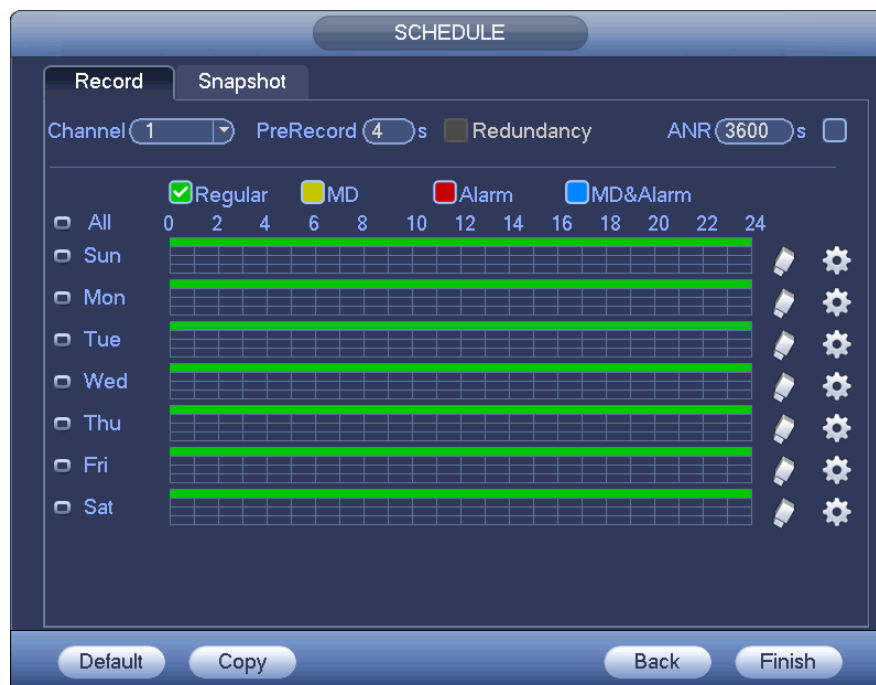 SCHEDULE
Record Snapshot
Channel 1 PreRecord 4 s Redundancy ANR 3600 s
Regular MD Alarm MD&Alarm
All 0 2 4 6 8 10 12 14 16 18 20 22 24
Sun
Mon
Tue
Wed
Thu
Fri
Sat
Default Copy Back Finish